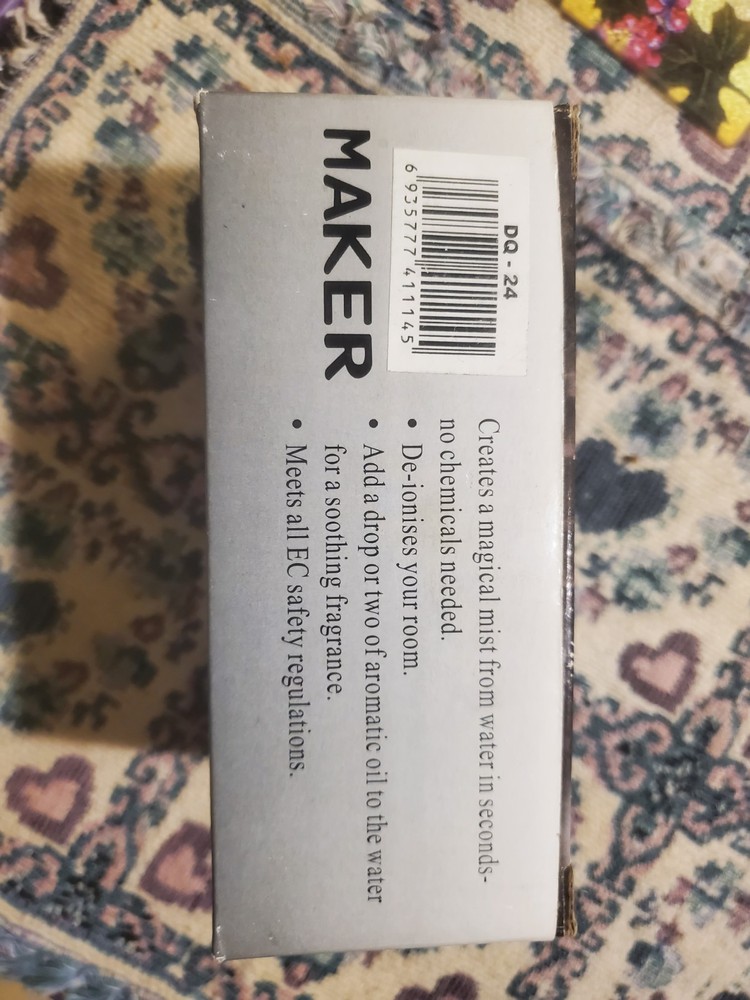 DQ - 24
6 935777 411145
MAKER
Creates a magical mist from water in seconds-
no chemicals needed.
• De-ionises your room.
• Add a drop or two of aromatic oil to the water
for a soothing fragrance.
• Meets all EC safety regulations.